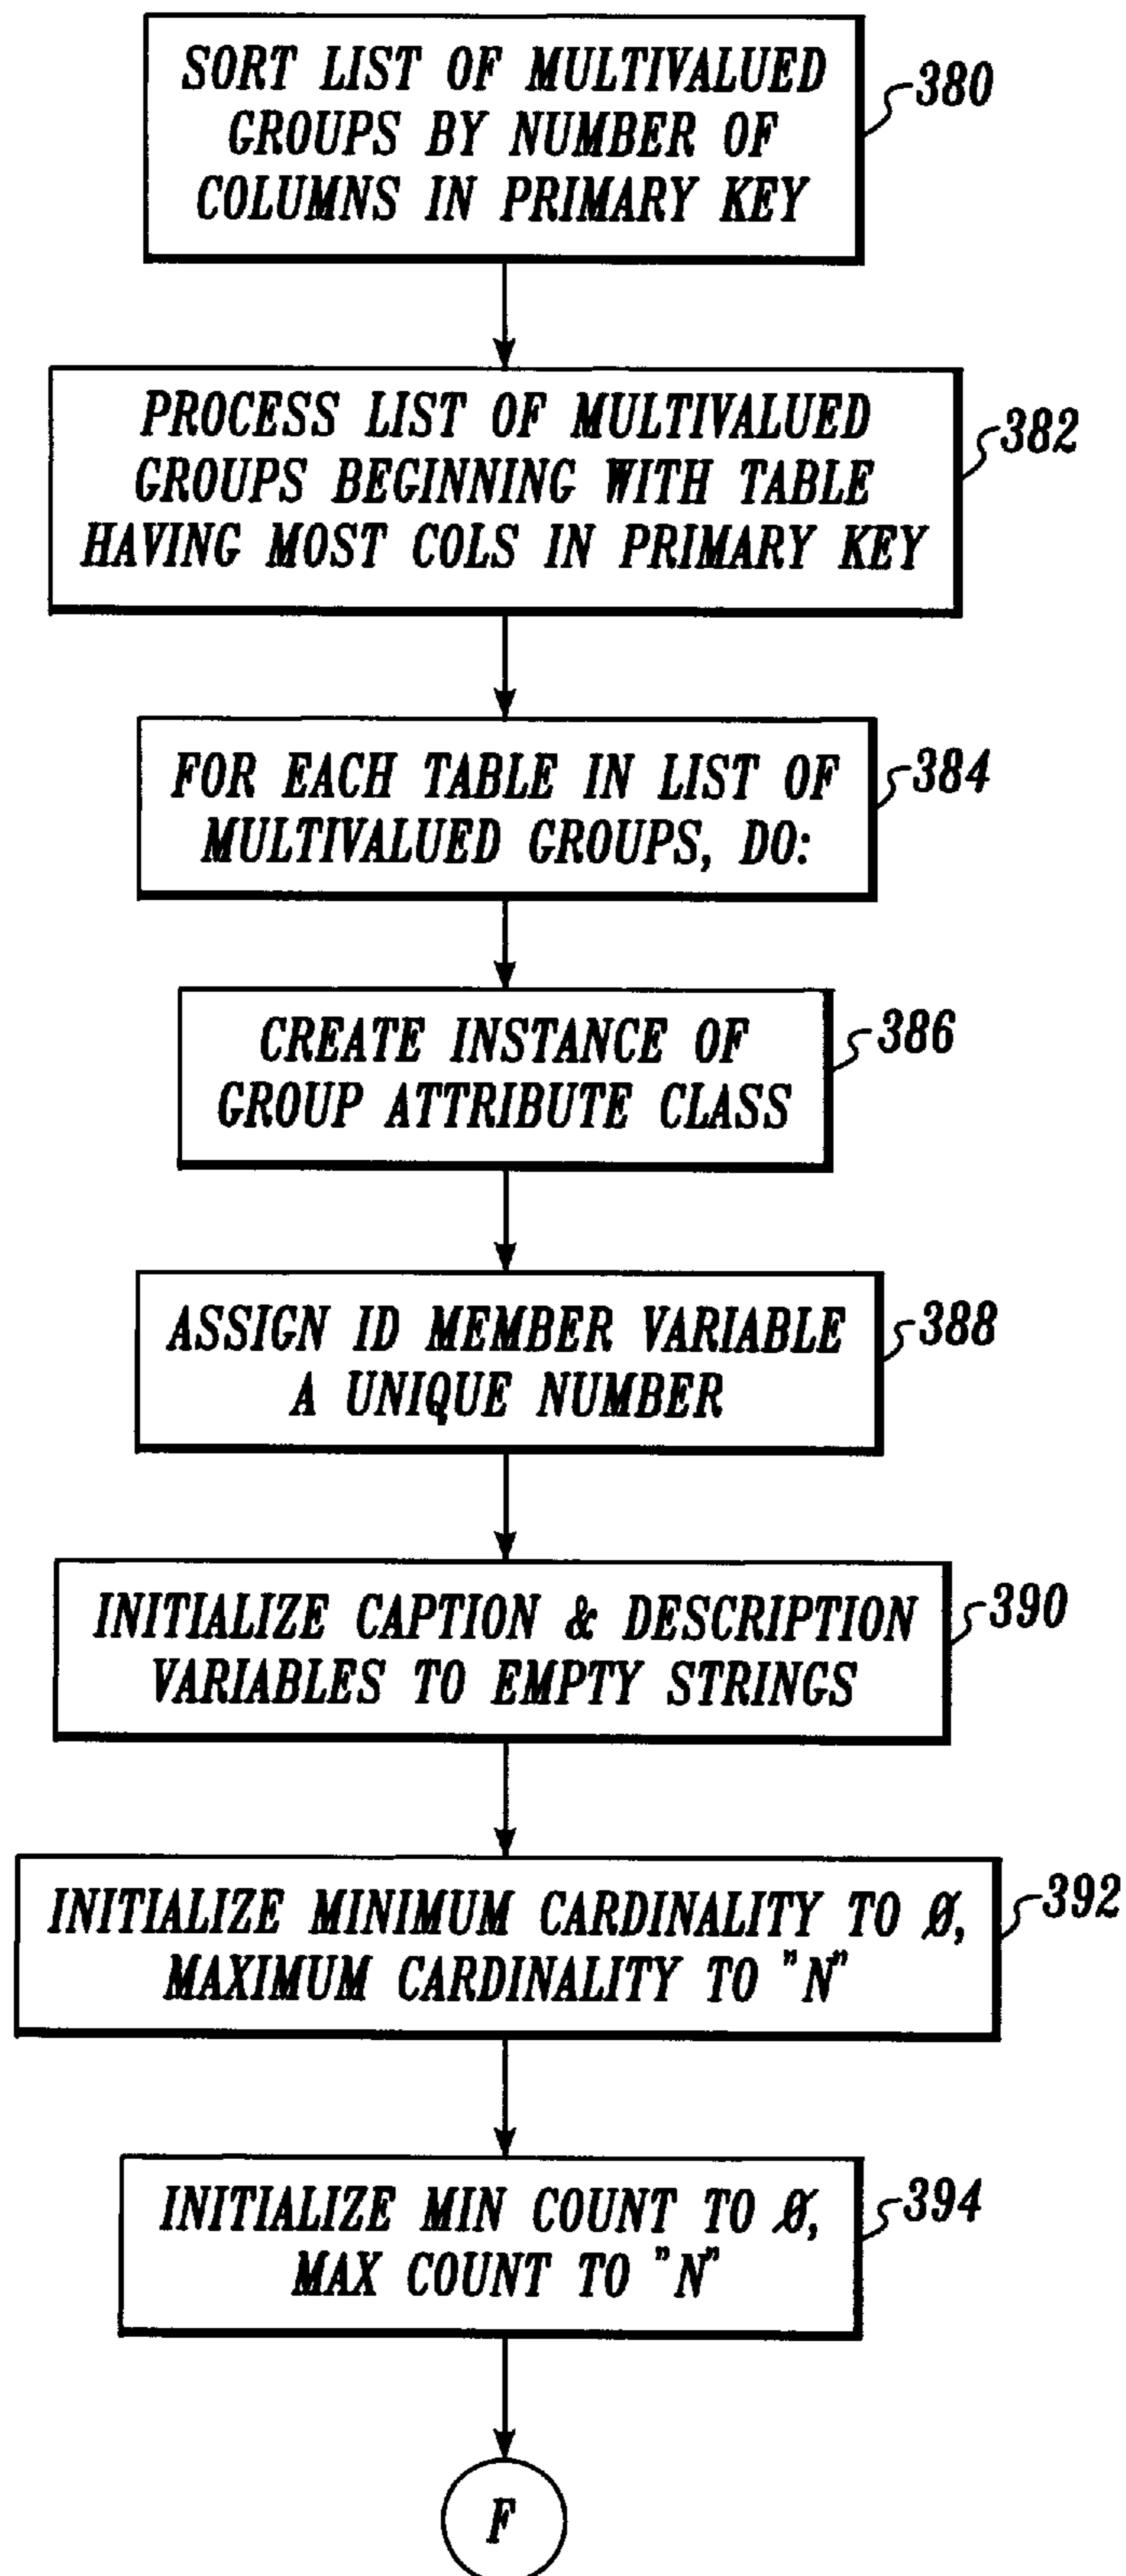 SORT LIST OF MULTIVALUED
GROUPS BY NUMBER OF
COLUMNS IN PRIMARY KEY
380
PROCESS LIST OF MULTIVALUED
GROUPS BEGINNING WITH TABLE
HAVING MOST COLS IN PRIMARY KEY
382
FOR EACH TABLE IN LIST OF
MULTIVALUED GROUPS, DO:
384
CREATE INSTANCE OF
GROUP ATTRIBUTE CLASS
386
ASSIGN ID MEMBER VARIABLE
A UNIQUE NUMBER
388
INITIALIZE CAPTION & DESCRIPTION
VARIABLES TO EMPTY STRINGS
390
INITIALIZE MINIMUM CARDINALITY TO Ø,
MAXIMUM CARDINALITY TO "N"
392
INITIALIZE MIN COUNT TO Ø,
MAX COUNT TO "N"
394
F